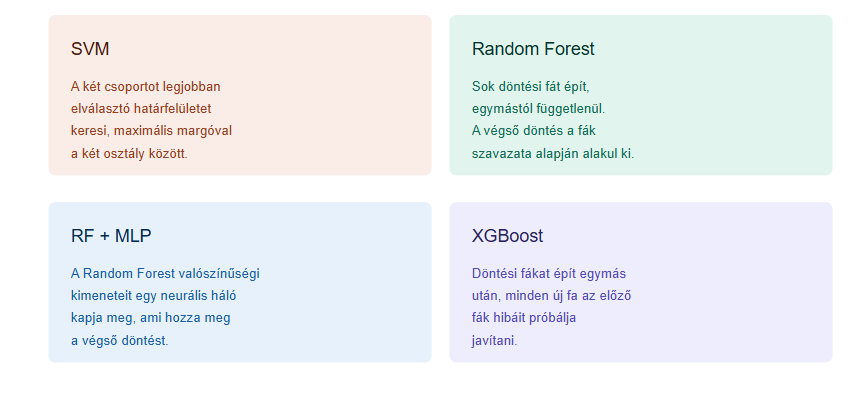 SVM
A két csoportot legjobban
elválasztó határfelületet
keresi, maximális margóval
a két osztály között.
Random Forest
Sok döntési fát épít,
egymástól függetlenül.
A végső döntés a fák
szavazata alapján alakul ki.
RF + MLP
A Random Forest valószínűségi
kimeneteit egy neurális háló
kapja meg, ami hozza meg
a végső döntést.
XGBoost
Döntési fákat épít egymás
után, minden új fa az előző
fák hibáit próbálja
javítani.